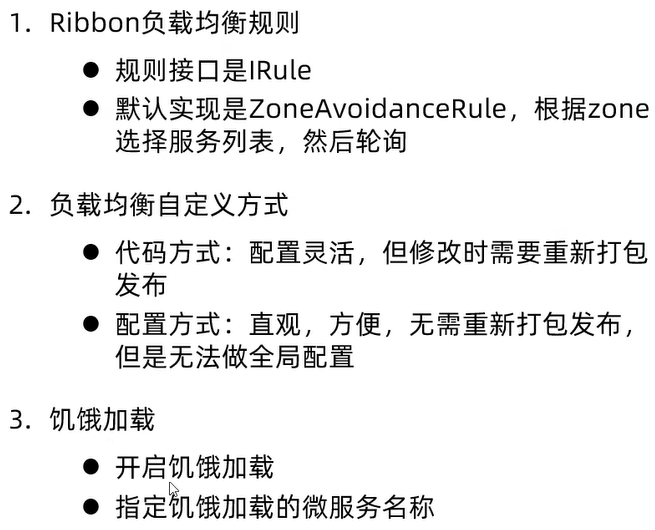 1. Ribbon负载均衡规则
● 规则接口是IRule
● 默认实现是ZoneAvoidanceRule，根据zone
选择服务列表，然后轮询
2. 负载均衡自定义方式
● 代码方式：配置灵活，但修改时需要重新打包
发布
● 配置方式：直观，方便，无需重新打包发布，
但是无法做全局配置
3. 饥饿加载
● 开启饥饿加载
● 指定饥饿加载的微服务名称